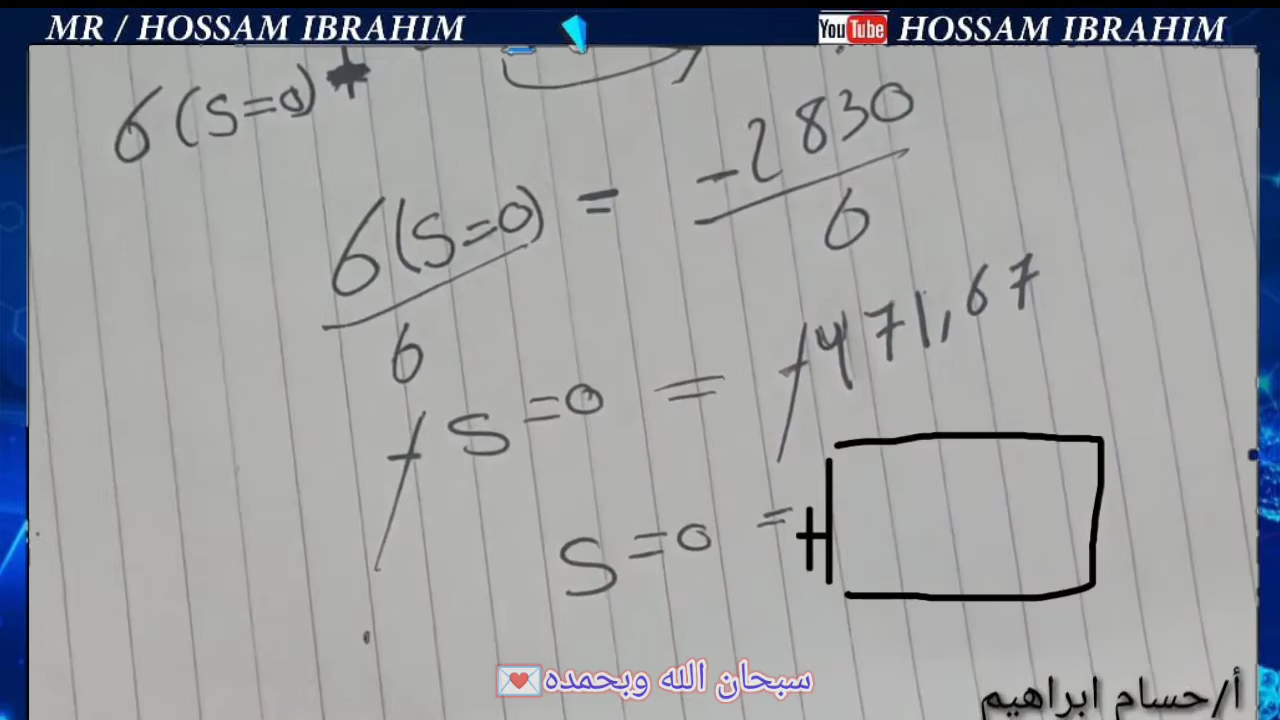 MR / HOSSAM IBRAHIM
YouTube HOSSAM IBRAHIM
6(S=0)+
6(S=0) = -2830
6 6
+S=0 = +471,67
S=0 = +
سبحان الله وبحمده
أ/حسام ابراهيم